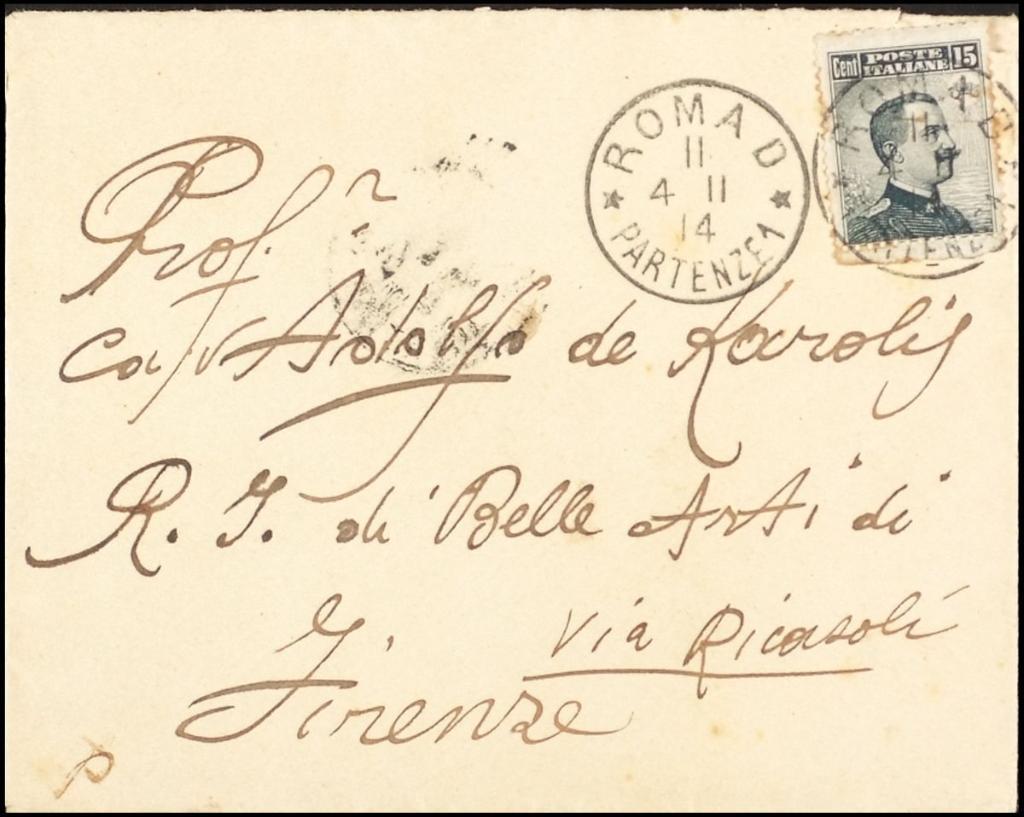 Cent POSTE ITALIANE 15
ROMA D
11
4 11
14
PARTENZE 1
Prof.r
cav Adolfo de Karolis
R. I. di Belle Arti di
F.
Via Ricasoli
Firenze
P